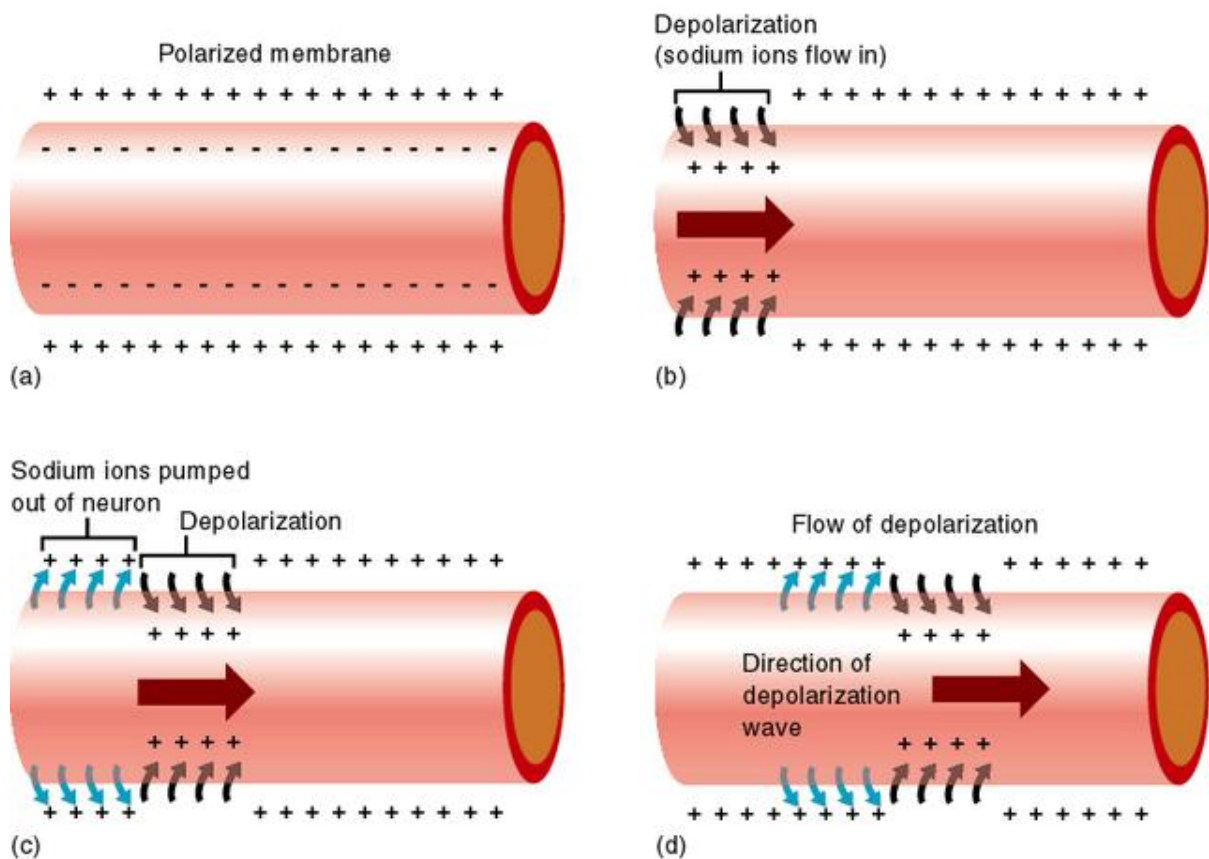 Polarized membrane
+ + + + + + + + + + + + + + + + + +
- - - - - - - - - - - - - - - - - -
- - - - - - - - - - - - - - - - - -
+ + + + + + + + + + + + + + + + + +
(a)
Depolarization
(sodium ions flow in)
+ + + + + + + + + + + + + +
+ + + +
+ + + +
+ + + + + + + + + + + + + +
(b)
Sodium ions pumped
out of neuron
Depolarization
+ + + + + + + + + + + + + +
+ + + +
+ + + +
+ + + + + + + + + + + + + +
(c)
Flow of depolarization
+ + + + + + + + + + + + + +
+ + + +
Direction of
depolarization
wave
+ + + +
+ + + + + + + + + + + + + +
(d)